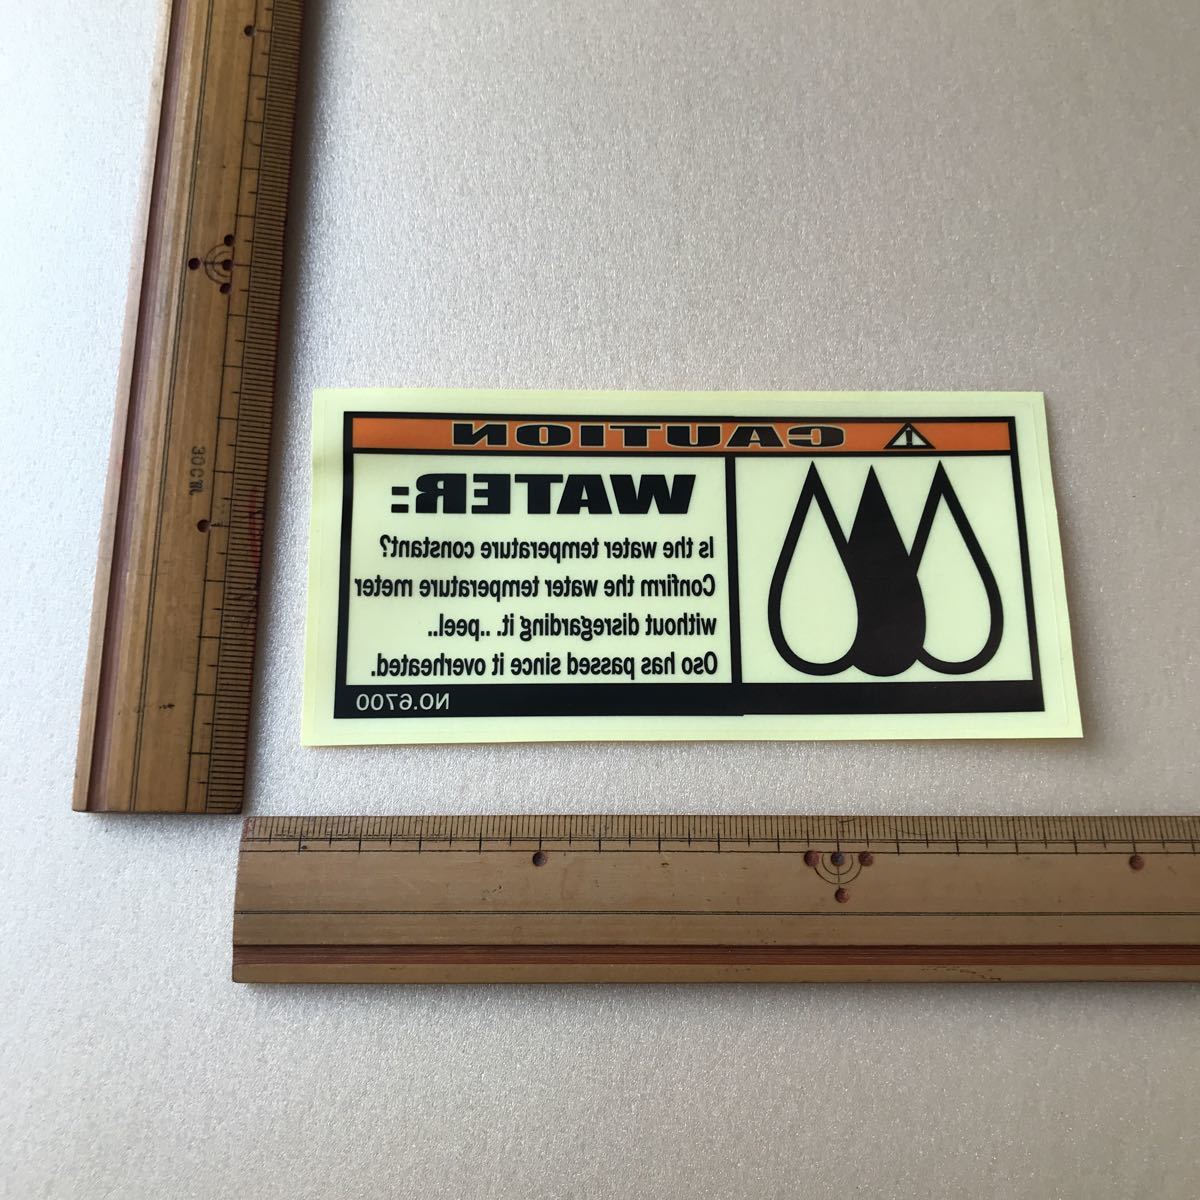 CAUTION
WATER:
Is the water temperature constant?
Confirm the water temperature meter
without disregarding it. ..peel..
Oso has passed since it overheated.
NO.6700
30cm